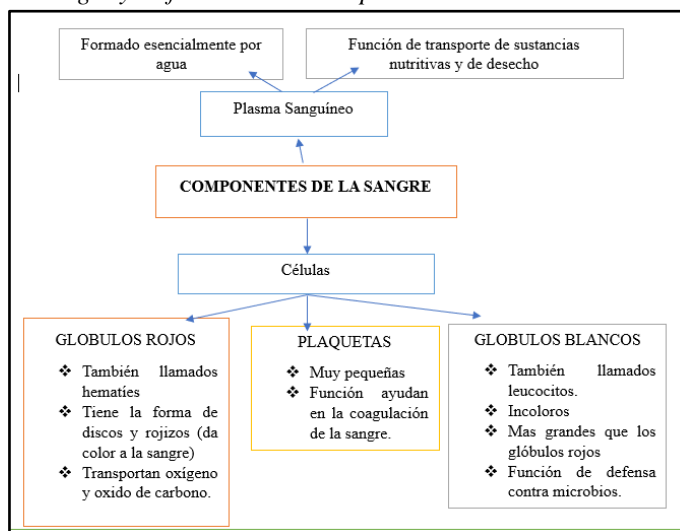 Formado esencialmente por
agua
Función de transporte de sustancias
nutritivas y de desecho
Plasma Sanguíneo
COMPONENTES DE LA SANGRE
Células
GLOBULOS ROJOS
❖ También llamados
hematíes
❖ Tiene la forma de
discos y rojizos (da
color a la sangre)
❖ Transportan oxígeno
y oxido de carbono.
PLAQUETAS
❖ Muy pequeñas
❖ Función ayudan
en la coagulación
de la sangre.
GLOBULOS BLANCOS
❖ También llamados
leucocitos.
❖ Incoloros
❖ Mas grandes que los
glóbulos rojos
❖ Función de defensa
contra microbios.